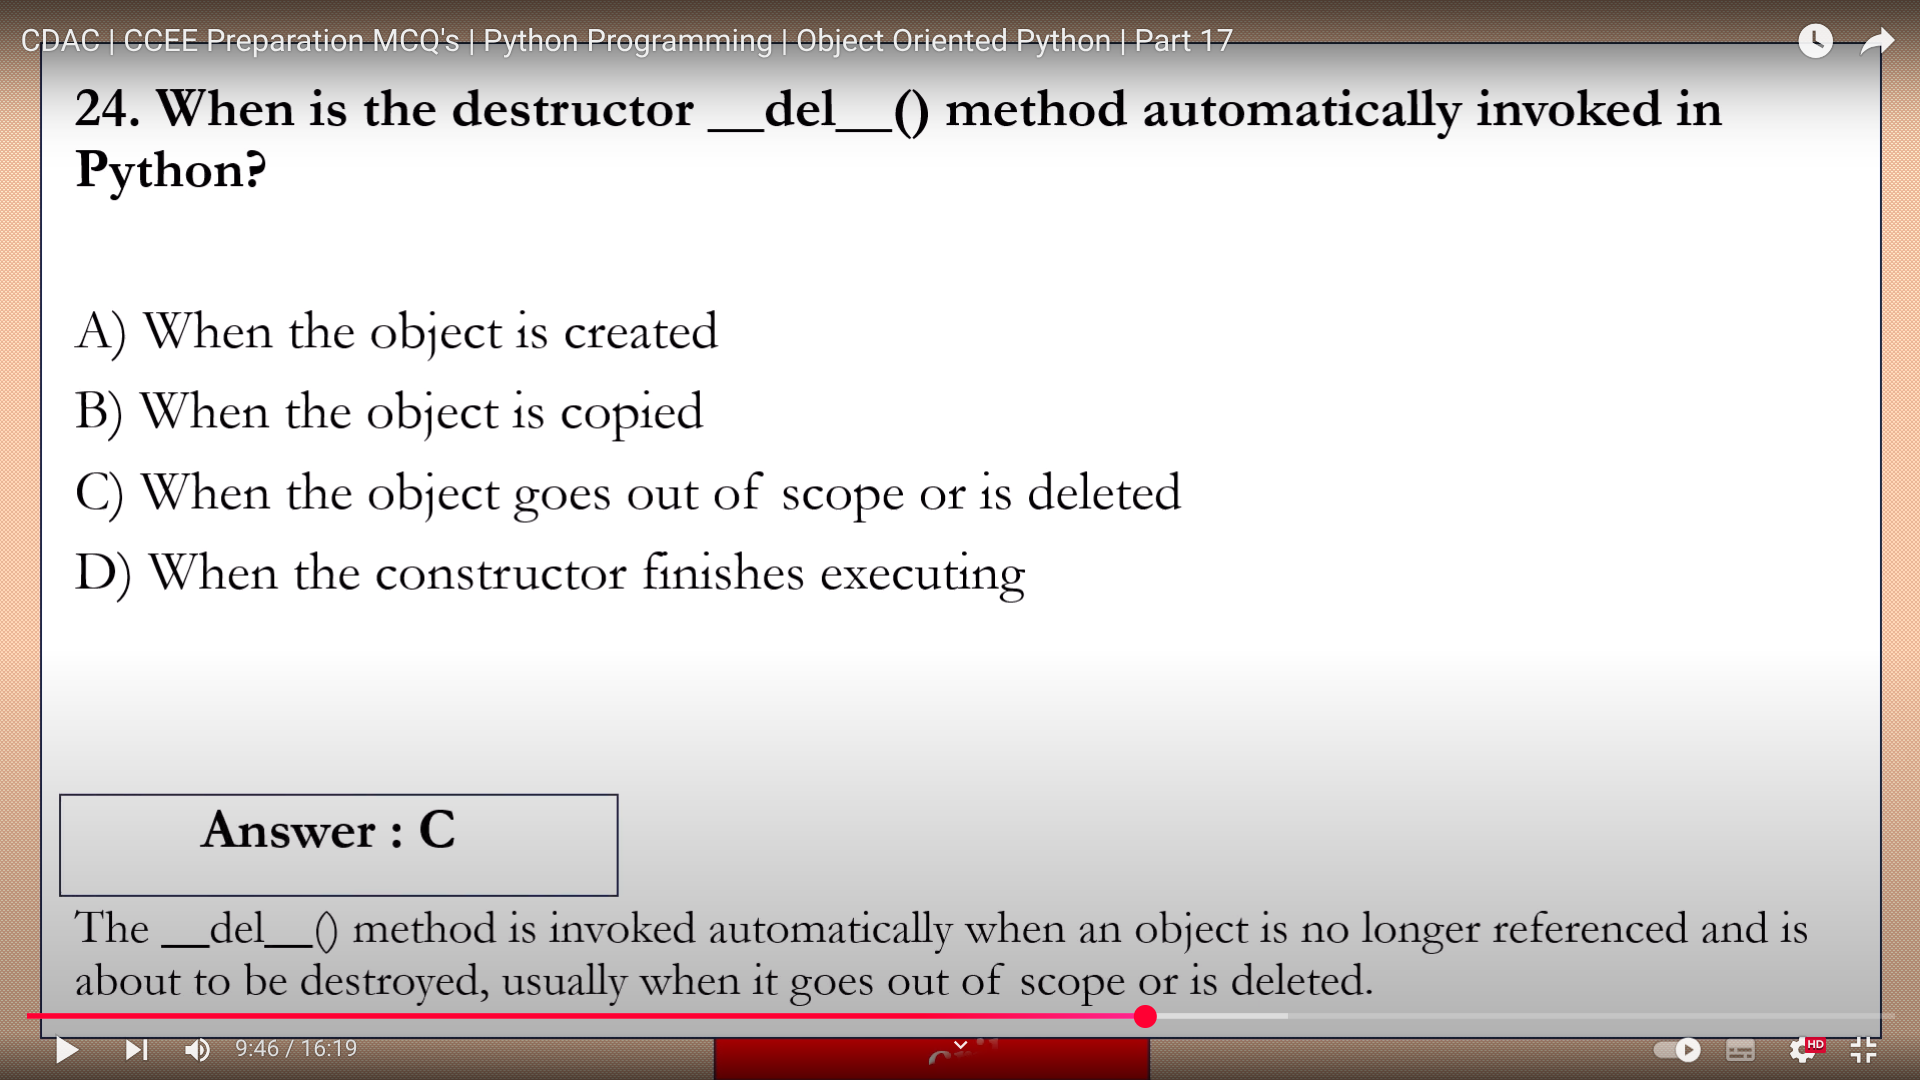 CDAC | CCEE Preparation MCQ's | Python Programming | Object Oriented Python | Part 17
24. When is the destructor __del__() method automatically invoked in
Python?
A) When the object is created
B) When the object is copied
C) When the object goes out of scope or is deleted
D) When the constructor finishes executing
Answer : C
The __del__() method is invoked automatically when an object is no longer referenced and is
about to be destroyed, usually when it goes out of scope or is deleted.
9:46 / 16:19
HD